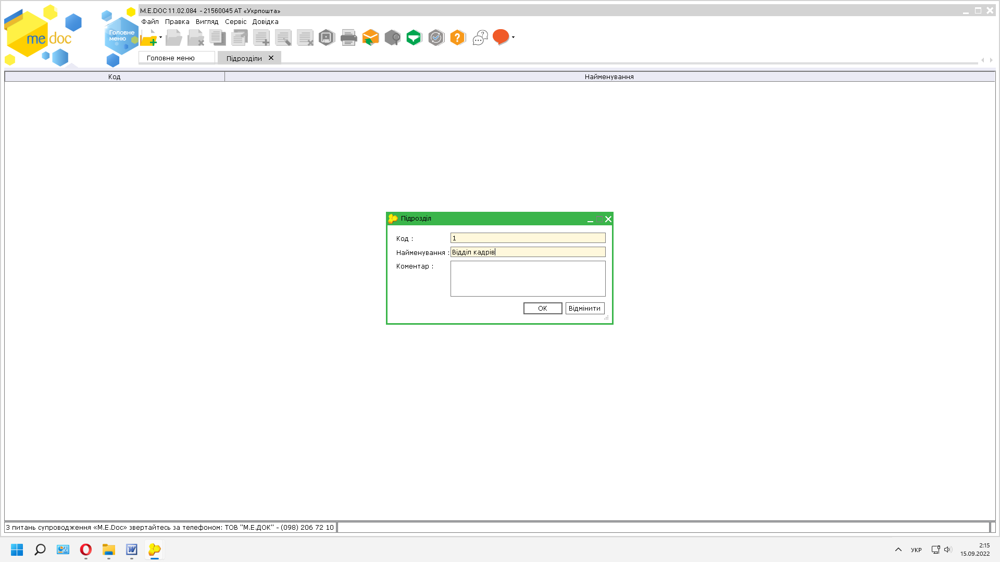 me doc
Головне меню
M.E.DOC 11.02.084 - 21560045 АТ «Укрпошта»
Файл Правка Вигляд Сервіс Довідка
Головне меню
Підрозділи
Код
Найменування
Підрозділ
Код :
1
Найменування :
Відділ кадрів
Коментар :
ОК
Відмінити
З питань супроводження «M.E.Doc» звертайтесь за телефоном: ТОВ "М.Е.ДОК" - (098) 206 72 10
УКР
2:15
15.09.2022